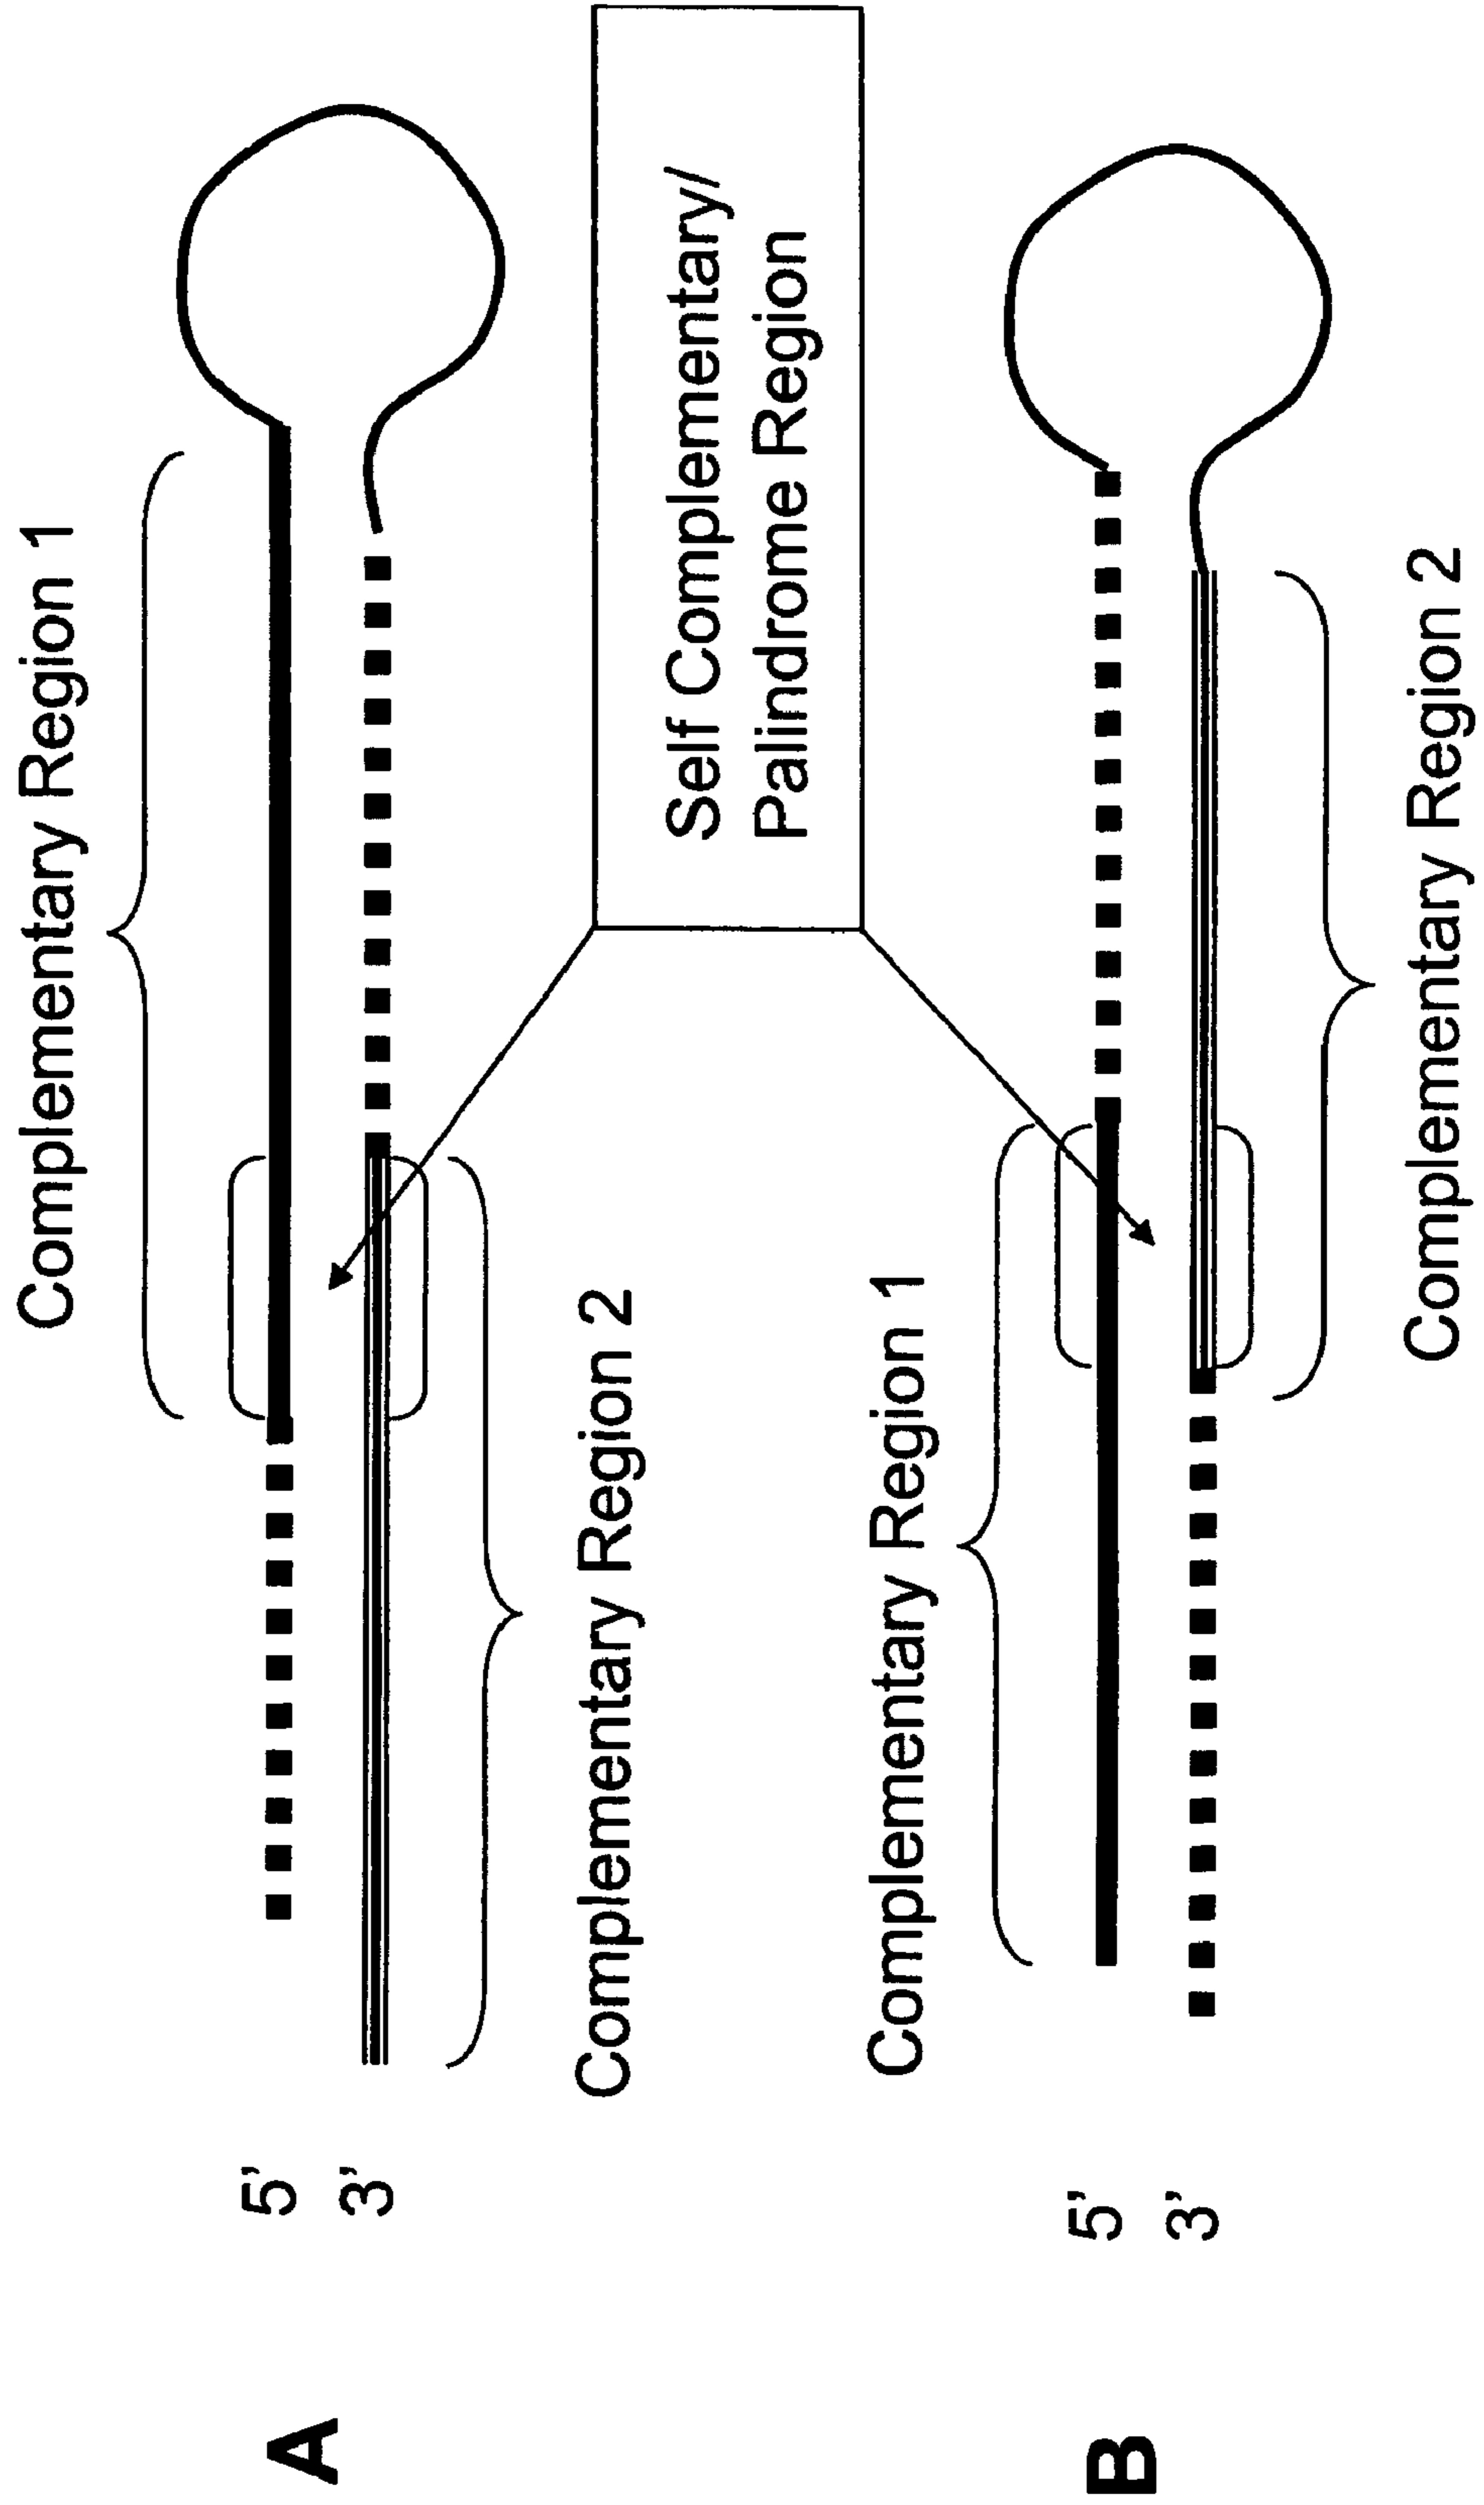 A
Complementary Region 1
5’
3’
Complementary Region 2
Self Complementary/
Palindrome Region
B
Complementary Region 1
5’
3’
Complementary Region 2